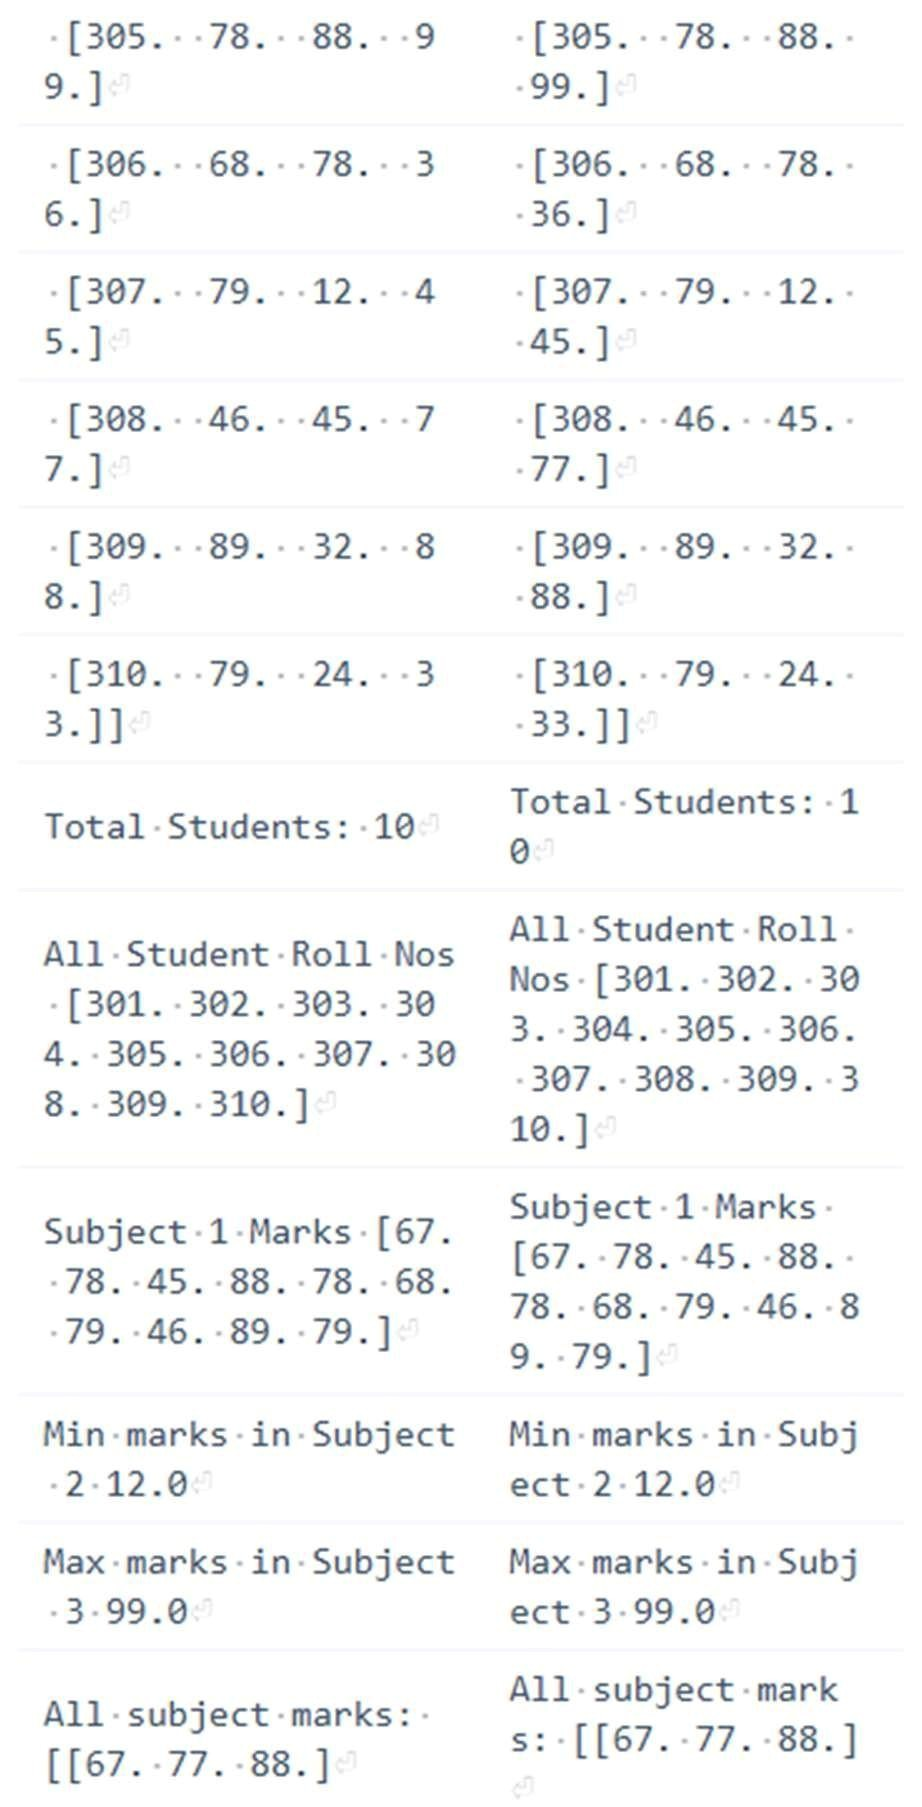 ·[305.··78.··88.··9
9.]⏎
·[305.··78.··88.·
·99.]⏎
·[306.··68.··78.··3
6.]⏎
·[306.··68.··78.·
·36.]⏎
·[307.··79.··12.··4
5.]⏎
·[307.··79.··12.·
·45.]⏎
·[308.··46.··45.··7
7.]⏎
·[308.··46.··45.·
·77.]⏎
·[309.··89.··32.··8
8.]⏎
·[309.··89.··32.·
·88.]⏎
·[310.··79.··24.··3
3.]]⏎
·[310.··79.··24.·
·33.]]⏎
Total·Students:·10⏎
Total·Students:·1
0⏎
All·Student·Roll·Nos
·[301.·302.·303.·30
4.·305.·306.·307.·30
8.·309.·310.]⏎
All·Student·Roll·
Nos·[301.·302.·30
3.·304.·305.·306.
·307.·308.·309.·3
10.]⏎
Subject·1·Marks·[67.
·78.·45.·88.·78.·68.
·79.·46.·89.·79.]⏎
Subject·1·Marks·
[67.·78.·45.·88.·
78.·68.·79.·46.·8
9.·79.]⏎
Min·marks·in·Subject
·2·12.0⏎
Min·marks·in·Subj
ect·2·12.0⏎
Max·marks·in·Subject
·3·99.0⏎
Max·marks·in·Subj
ect·3·99.0⏎
All·subject·marks:·
[[67.·77.·88.]⏎
All·subject·mark
s:·[[67.·77.·88.]
⏎